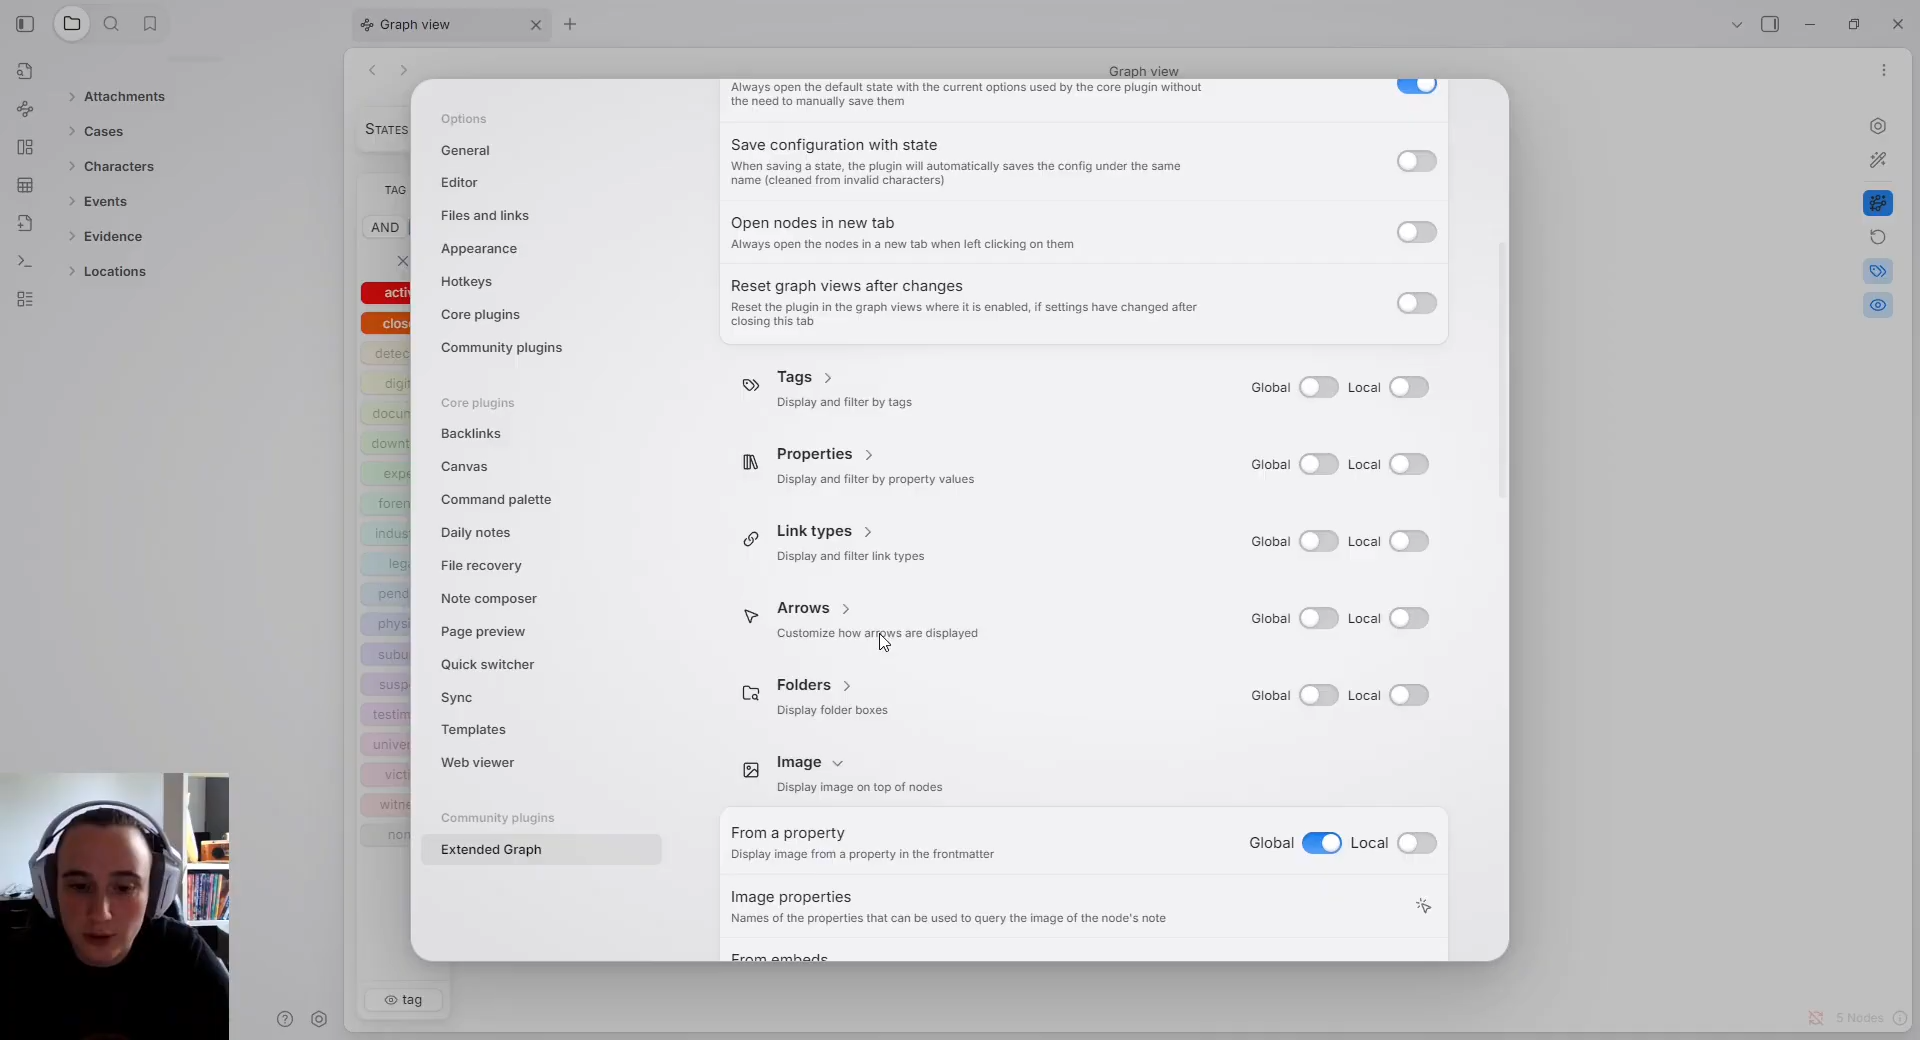 Graph view
Graph view
Attachments
Cases
Characters
Events
Evidence
Locations
STATES
TAG
AND
tag
Options
General
Editor
Files and links
Appearance
Hotkeys
Core plugins
Community plugins
Core plugins
Backlinks
Canvas
Command palette
Daily notes
File recovery
Note composer
Page preview
Quick switcher
Sync
Templates
Web viewer
Community plugins
Extended Graph
Always open the default state with the current options used by the core plugin without
the need to manually save them
Save configuration with state
When saving a state, the plugin will automatically saves the config under the same
name (cleaned from invalid characters)
Open nodes in new tab
Always open the nodes in a new tab when left clicking on them
Reset graph views after changes
Reset the plugin in the graph views where it is enabled, if settings have changed after
closing this tab
Tags
Global Local
Display and filter by tags
Properties
Global Local
Display and filter by property values
Link types
Global Local
Display and filter link types
Arrows
Global Local
Customize how arrows are displayed
Folders
Global Local
Display folder boxes
Image
Display image on top of nodes
From a property
Global Local
Display image from a property in the frontmatter
Image properties
Names of the properties that can be used to query the image of the node's note
From embeds
5 Nodes